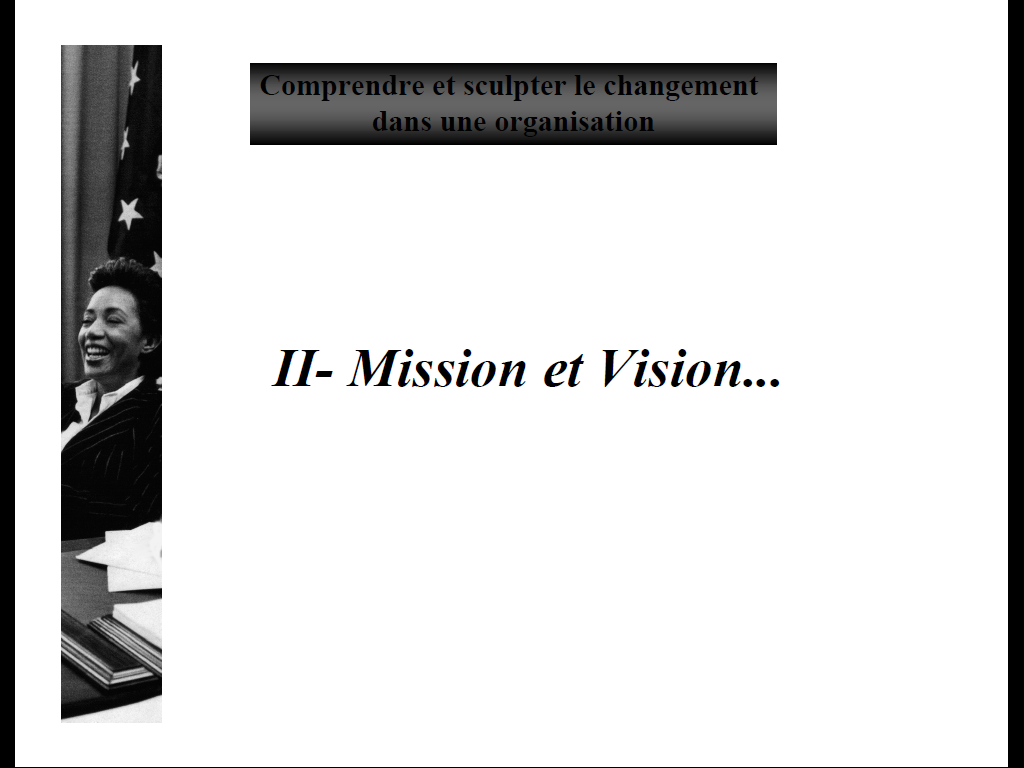 Comprendre et sculpter le changement
dans une organisation
II- Mission et Vision...